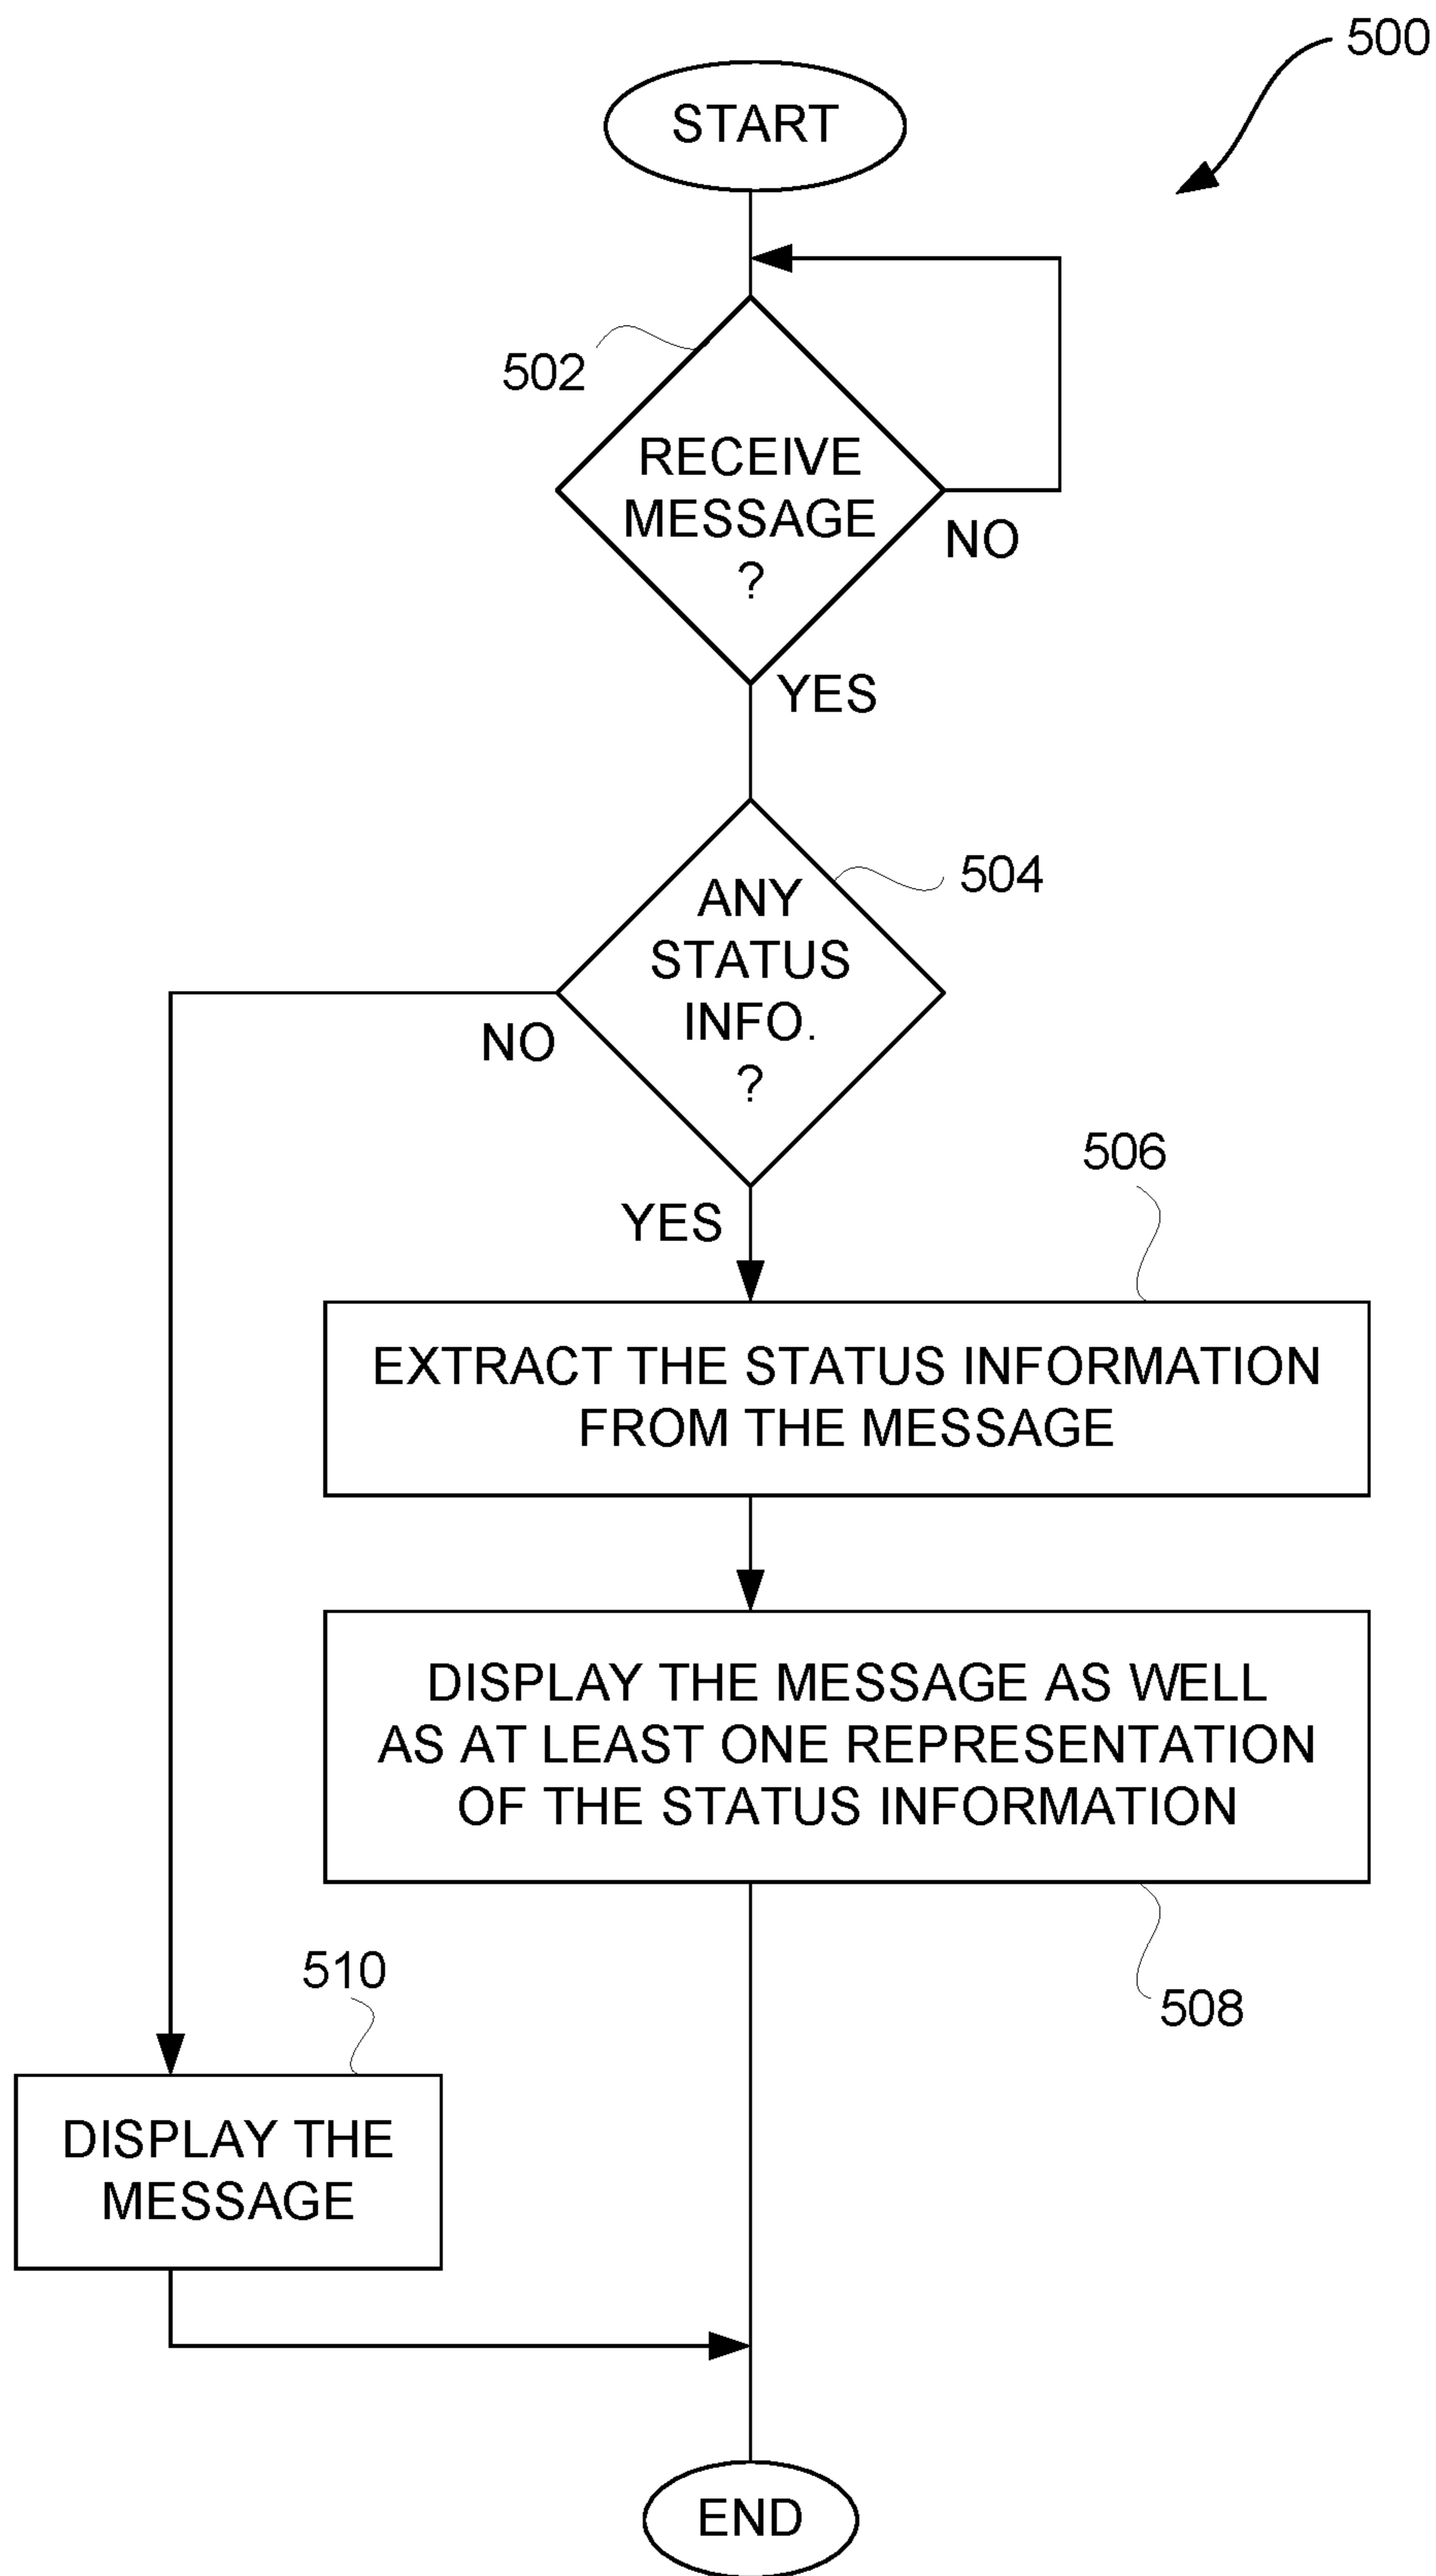 500
START
502
RECEIVE
MESSAGE
?
NO
YES
504
ANY
STATUS
INFO.
?
NO
YES
506
EXTRACT THE STATUS INFORMATION
FROM THE MESSAGE
DISPLAY THE MESSAGE AS WELL
AS AT LEAST ONE REPRESENTATION
OF THE STATUS INFORMATION
508
510
DISPLAY THE
MESSAGE
END